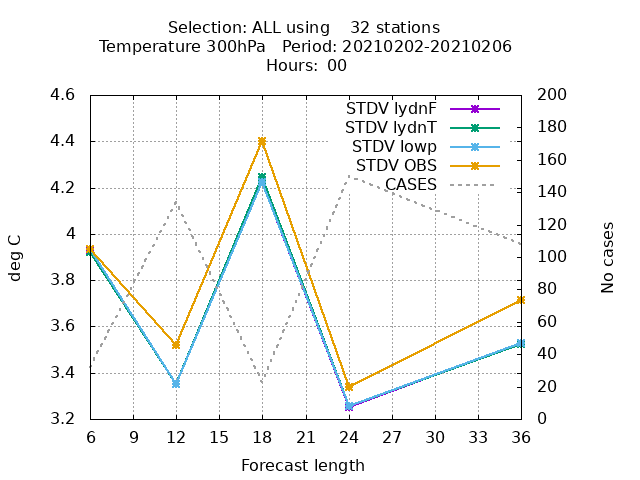 Selection: ALL using    32 stations
Temperature 300hPa   Period: 20210202-20210206
Hours: 00
4.6
4.4
4.2
4
3.8
3.6
3.4
3.2
deg C
STDV lydnF
STDV lydnT
STDV lowp
STDV OBS
CASES
200
180
160
140
120
100
80
60
40
20
0
No cases
6 9 12 15 18 21 24 27 30 33 36
Forecast length